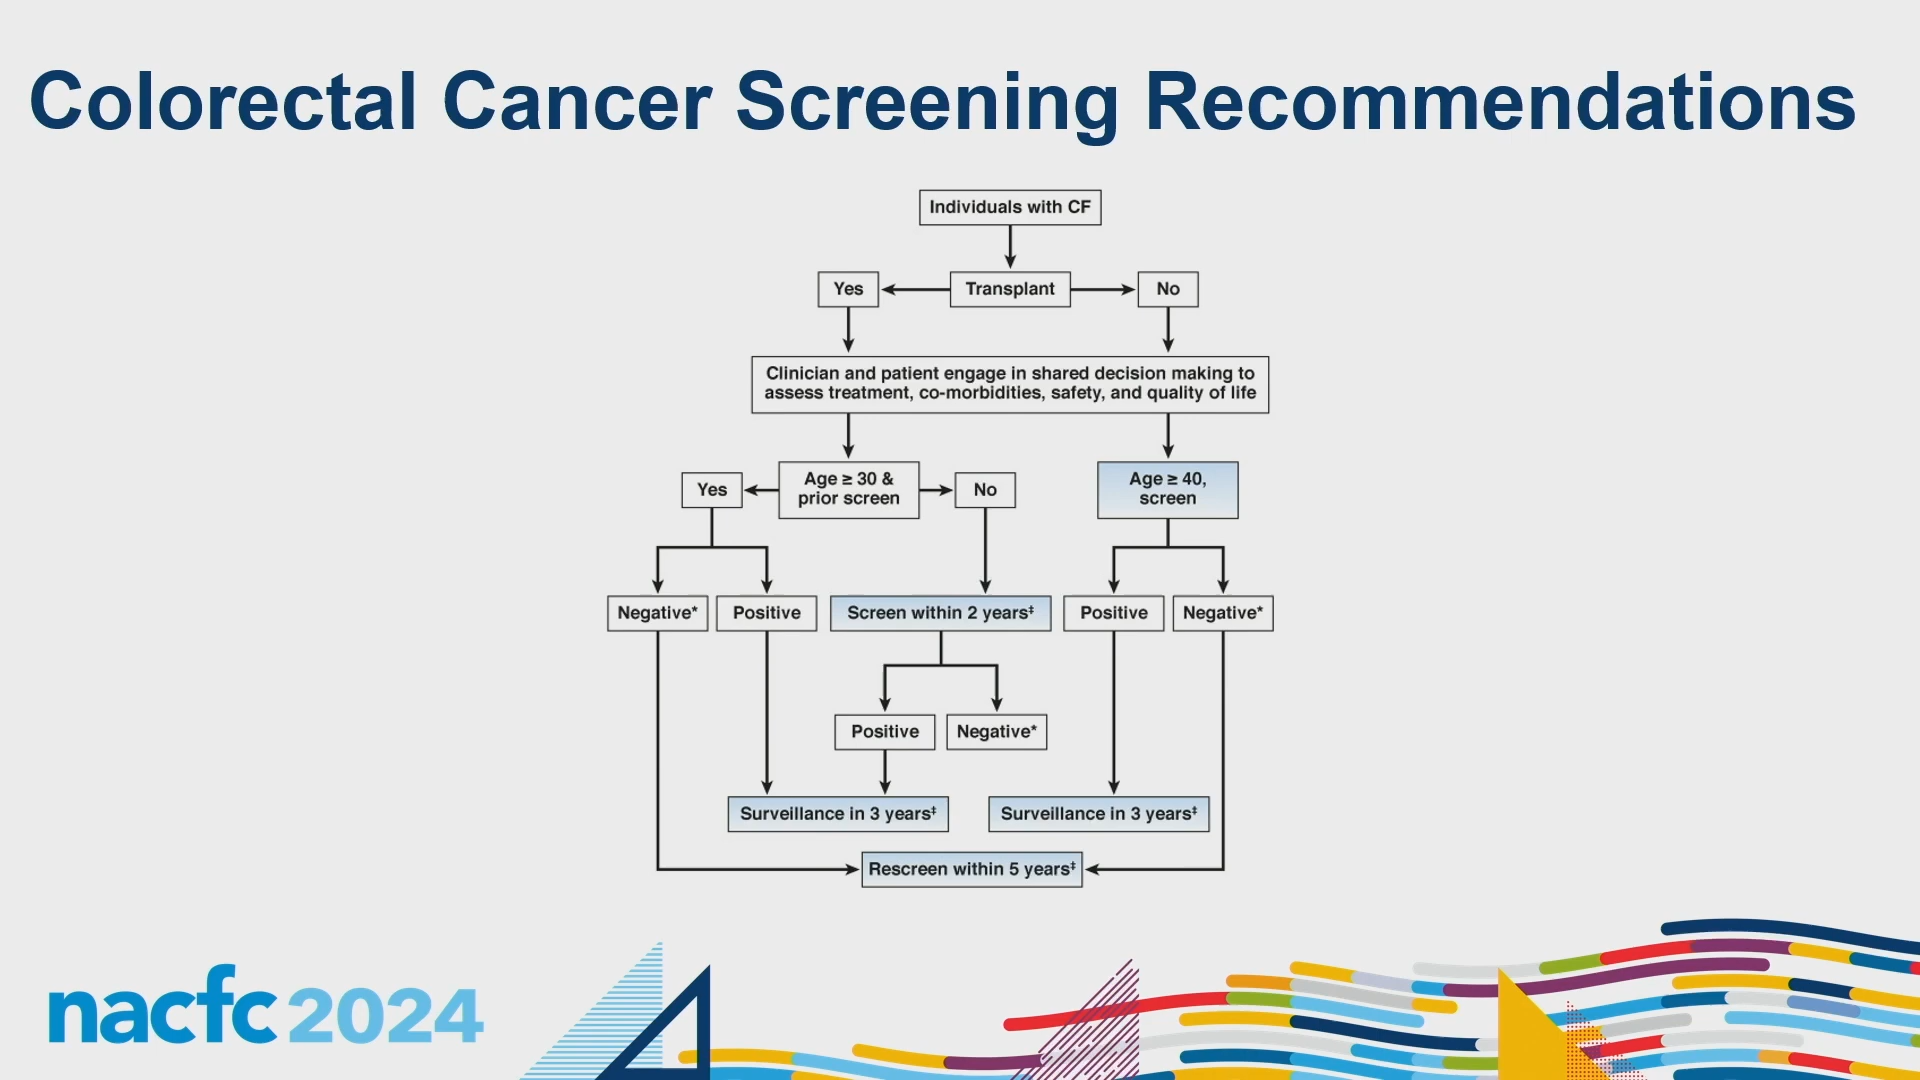 Colorectal Cancer Screening Recommendations
Individuals with CF
Yes
Transplant
No
Clinician and patient engage in shared decision making to
assess treatment, co-morbidities, safety, and quality of life
Yes
Age ≥ 30 &
prior screen
No
Age ≥ 40,
screen
Negative*
Positive
Screen within 2 years‡
Positive
Negative*
Positive
Negative*
Surveillance in 3 years‡
Surveillance in 3 years‡
Rescreen within 5 years‡
nacfc 2024